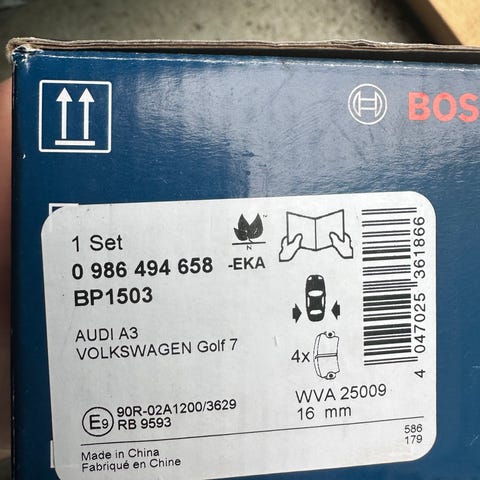 BOS
1 Set
0 986 494 658 -EKA
BP1503
AUDI A3
VOLKSWAGEN Golf 7
4x
WVA 25009
16 mm
E9 90R-02A1200/3629
RB 9593
Made in China
Fabriqué en Chine
586
179
4 047025 361866